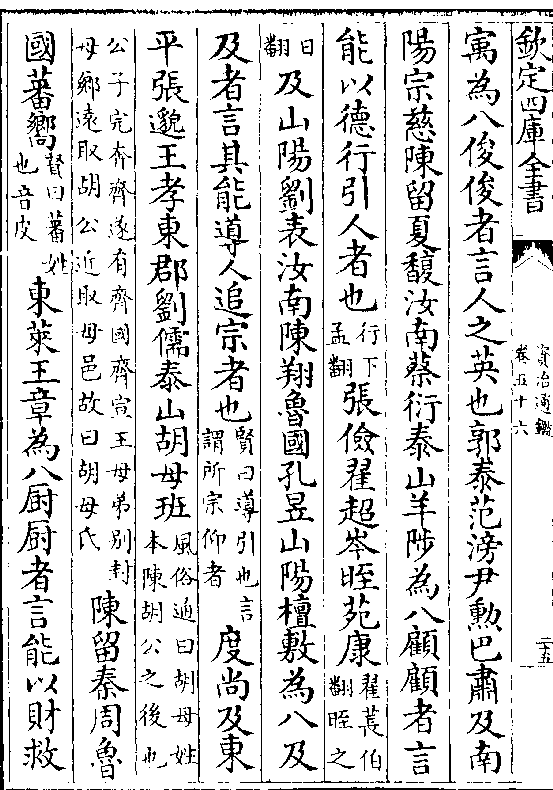 欽定四庫全書
資治通鑑
卷五十六
二十五
寓為八俊俊者言人之英也郭泰范滂尹勲巴肅及南
陽宗慈陳留夏馥汝南蔡衍泰山羊陟為八顧顧者言
能以德行引人者也行下孟翻張儉翟超岑晊苑康翟萇伯翻晊之
日翻及山陽劉表汝南陳翔魯國孔昱山陽檀敷為八及
及者言其能導人追宗者也賢曰導引也言謂所宗仰者度尚及東
平張邈王孝東郡劉儒泰山胡母班風俗通曰胡母姓本陳胡公之後也
公子完奔齊遂有齊國齊宣王母弟别封母鄉遠取胡公近取母邑故曰胡母氏陳留秦周魯
國蕃嚮賢曰蕃姓也音皮東萊王章為八厨厨者言能以財救